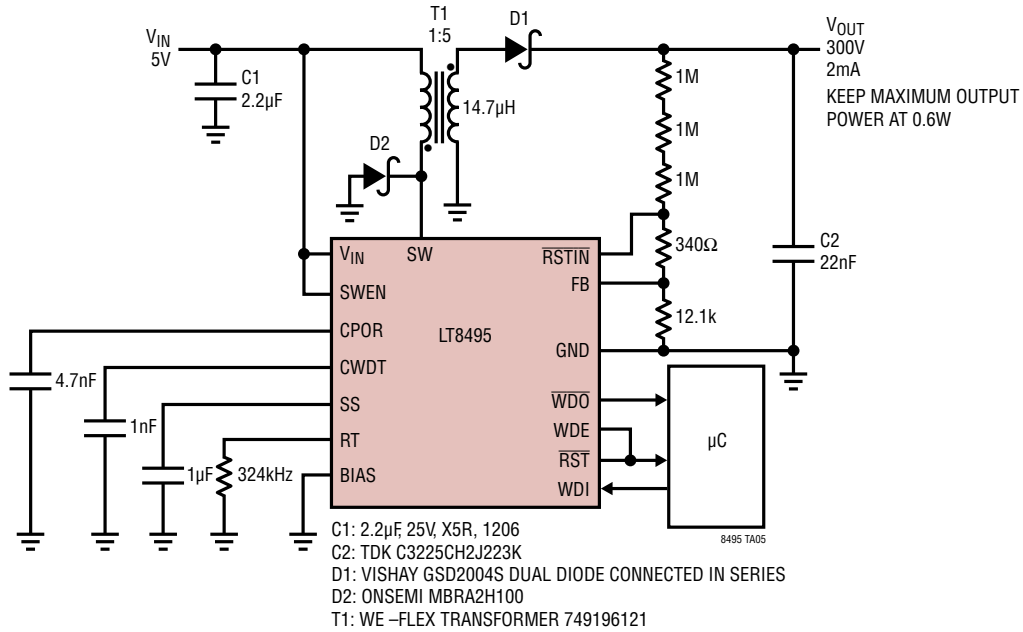 T1
1:5
D1
VIN
5V
VOUT
300V
2mA
KEEP MAXIMUM OUTPUT
POWER AT 0.6W
C1
2.2µF
14.7µH
1M
1M
1M
D2
340Ω
C2
22nF
12.1k
VIN
SW
RSTIN
SWEN
FB
CPOR
LT8495
CWDT
GND
SS
WDO
RT
WDE
BIAS
RST
WDI
µC
4.7nF
1nF
1µF
324kHz
8495 TA05
C1: 2.2µF, 25V, X5R, 1206
C2: TDK C3225CH2J223K
D1: VISHAY GSD2004S DUAL DIODE CONNECTED IN SERIES
D2: ONSEMI MBRA2H100
T1: WE –FLEX TRANSFORMER 749196121